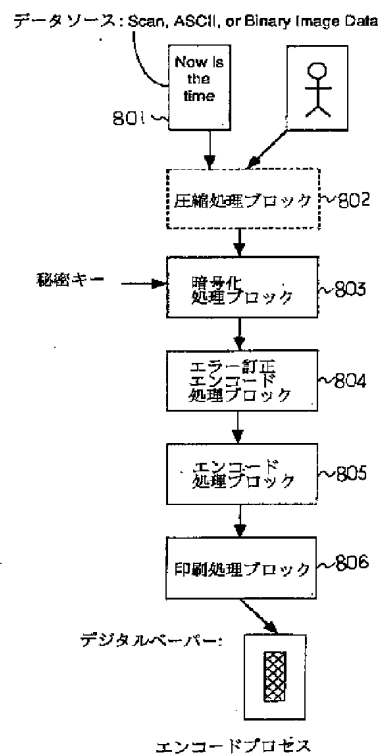 データソース: Scan, ASCII, or Binary Image Data
Now is
the
time
801
圧縮処理ブロック
802
秘密キー
暗号化
処理ブロック
803
エラー訂正
エンコード
処理ブロック
804
エンコード
処理ブロック
805
印刷処理ブロック
806
デジタルペーパー:
エンコードプロセス